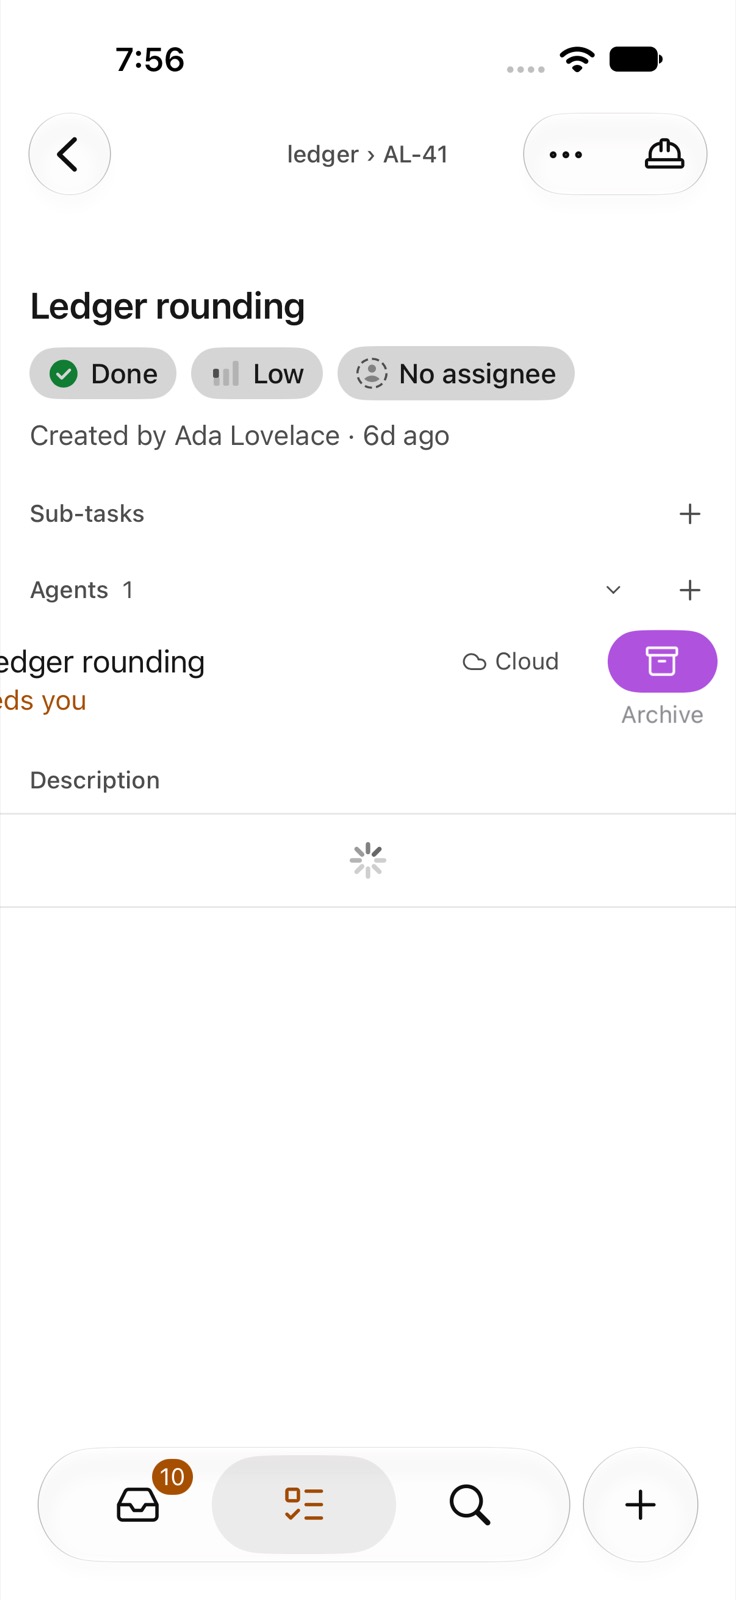 7:56
ledger › AL-41
Ledger rounding
Done
Low
No assignee
Created by Ada Lovelace · 6d ago
Sub-tasks
Agents 1
edger rounding
Cloud
eds you
Archive
Description
10